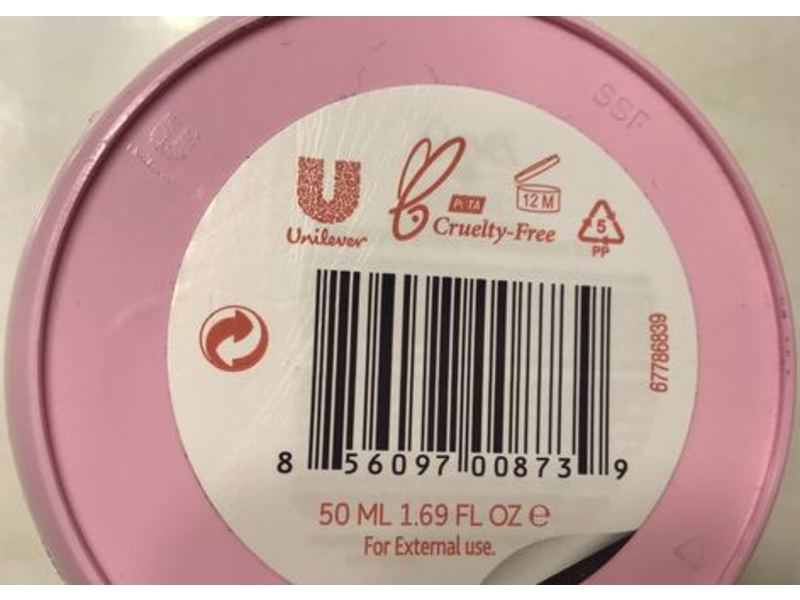 SSF
Unilever
PETA
Cruelty-Free
12 M
5
PP
67786839
8 56097 00873 9
50 ML 1.69 FL OZ e
For External use.